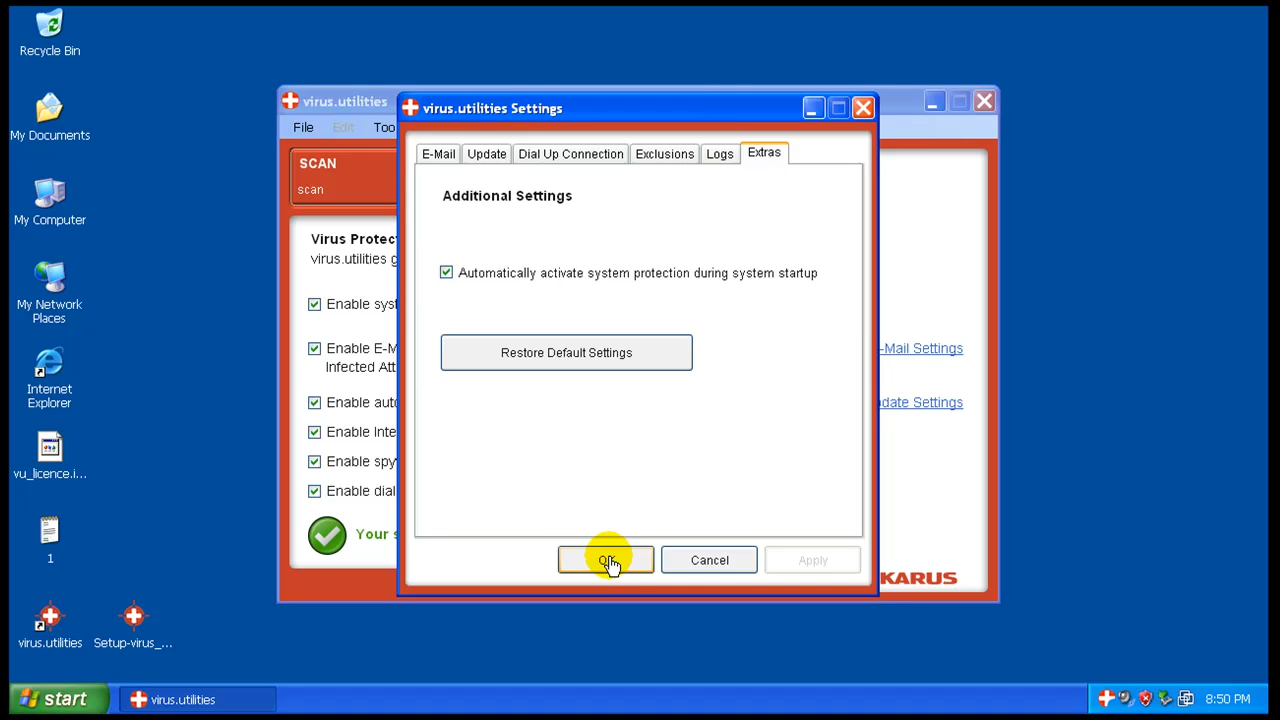 Recycle Bin
My Documents
My Computer
My Network
Places
Internet
Explorer
vu_licence.i...
1
virus.utilities
Setup-virus_...
virus.utilities
File
Edit
Too
SCAN
scan
Virus Protec
virus.utilities g
Enable sys
Enable E-M
Infected Att
Enable auto
Enable Inte
Enable spy
Enable dial
Your s
-Mail Settings
pdate Settings
KARUS
virus.utilities Settings
E-Mail
Update
Dial Up Connection
Exclusions
Logs
Extras
Additional Settings
Automatically activate system protection during system startup
Restore Default Settings
Cancel
Apply
start
virus.utilities
8:50 PM